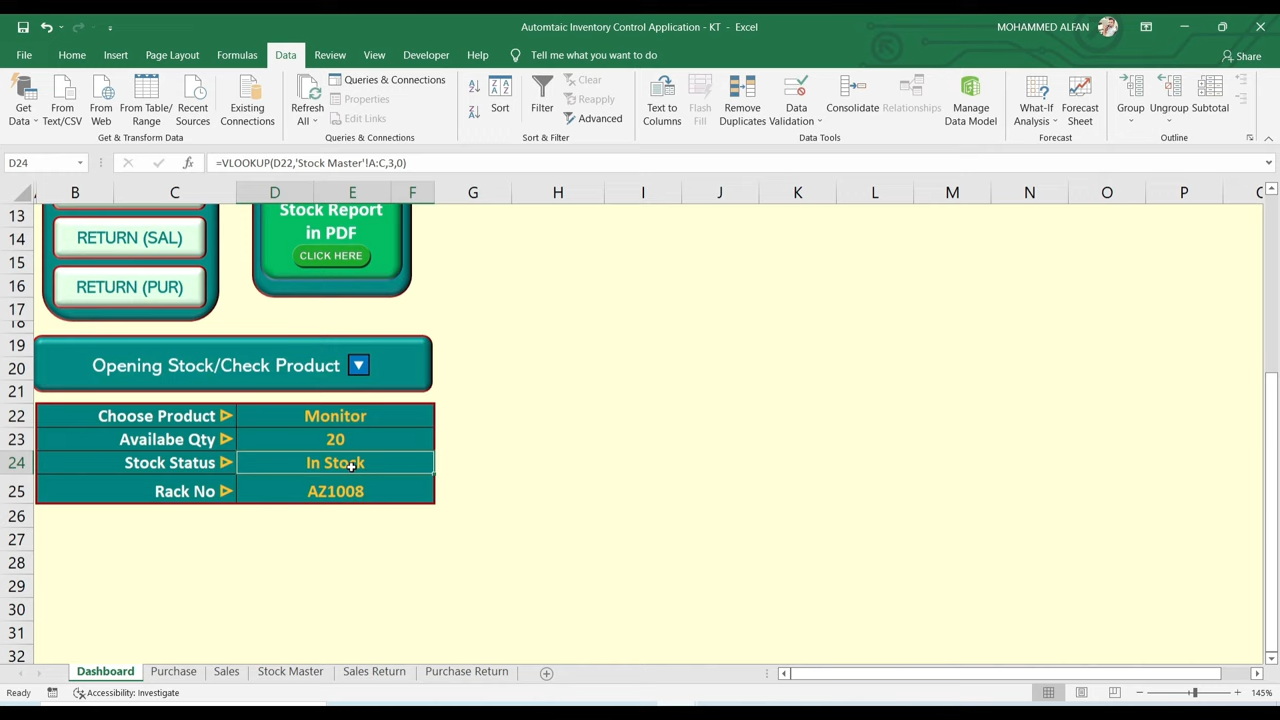 Automtaic Inventory Control Application - KT - Excel
MOHAMMED ALFAN
File Home Insert Page Layout Formulas Data Review View Developer Help Tell me what you want to do Share
Get Data
From Text/CSV
From Web
From Table/ Range
Recent Sources
Existing Connections
Get & Transform Data
Refresh All
Queries & Connections
Properties
Edit Links
Queries & Connections
Sort
Filter
Clear
Reapply
Advanced
Sort & Filter
Text to Columns
Flash Fill
Remove Duplicates
Data Validation
Consolidate
Relationships
Manage Data Model
Data Tools
What-If Analysis
Forecast Sheet
Forecast
Group
Ungroup
Subtotal
Outline
D24 fx =VLOOKUP(D22,'Stock Master'!A:C,3,0)
B C D E F G H I J K L M N O P
13
14
15
16
17
18
19
20
21
22
23
24
25
26
27
28
29
30
31
32
RETURN (SAL)
RETURN (PUR)
Stock Report
in PDF
CLICK HERE
Opening Stock/Check Product
Choose Product Monitor
Availabe Qty 20
Stock Status In Stock
Rack No AZ1008
Dashboard Purchase Sales Stock Master Sales Return Purchase Return
Ready Accessibility: Investigate 145%